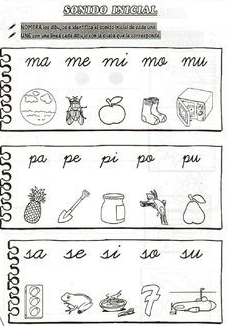 SONIDO INICIAL
NOMBRA los dibujos e identifica el sonido inicial de cada uno.
UNE con una línea cada dibujo con la sílaba que le corresponda.
ma me mi mo mu
pa pe pi po pu
sa se si so su